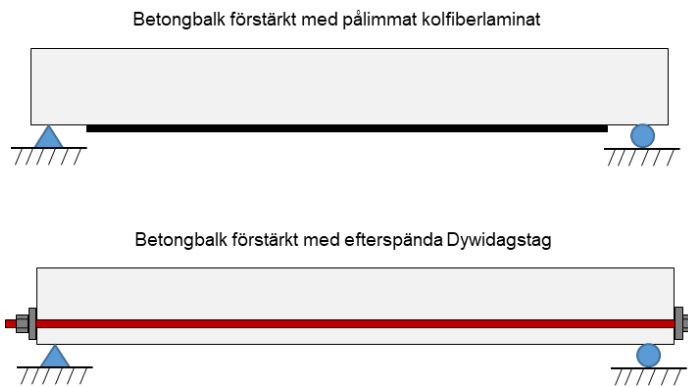 Betongbalk förstärkt med pålimmat kolfiberlaminat
Betongbalk förstärkt med efterspända Dywidagstag